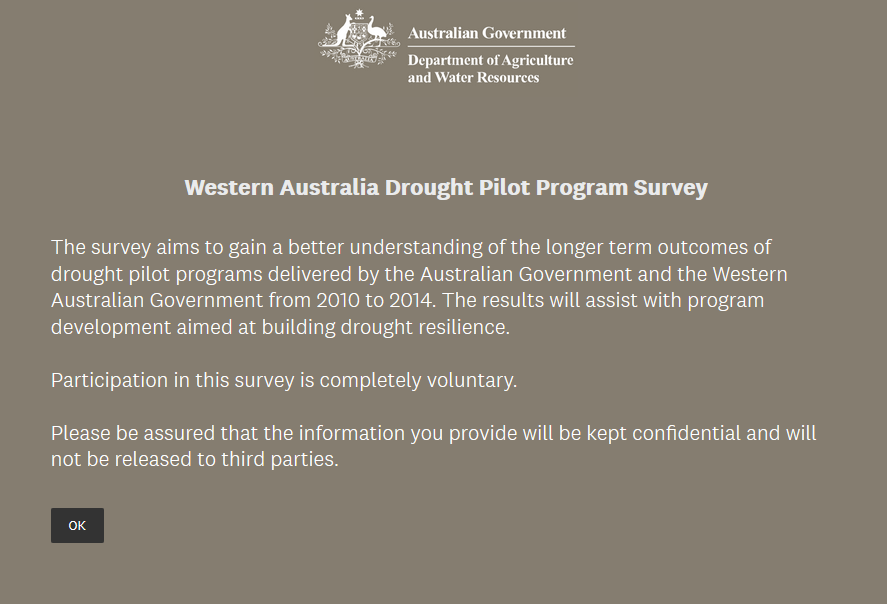 Australian Government
Department of Agriculture
and Water Resources
Western Australia Drought Pilot Program Survey
The survey aims to gain a better understanding of the longer term outcomes of
drought pilot programs delivered by the Australian Government and the Western
Australian Government from 2010 to 2014. The results will assist with program
development aimed at building drought resilience.
Participation in this survey is completely voluntary.
Please be assured that the information you provide will be kept confidential and will
not be released to third parties.
OK